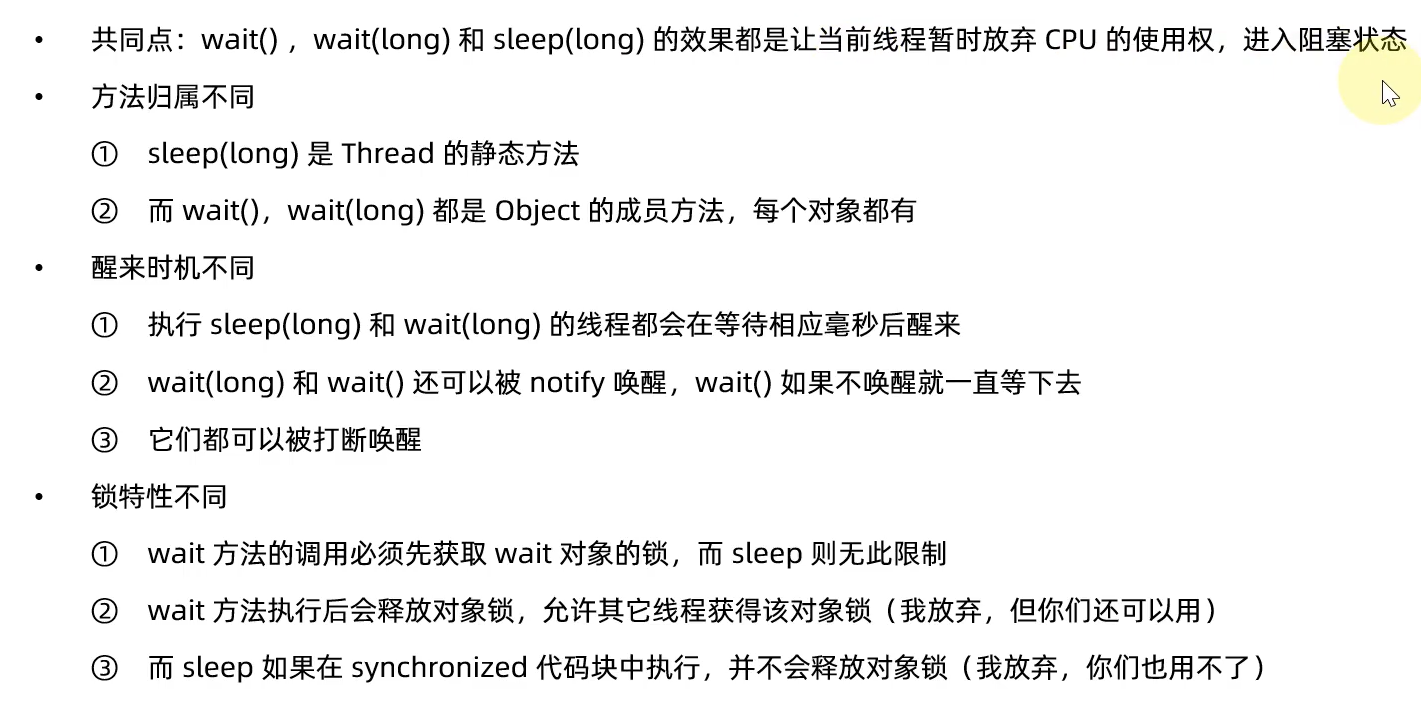 • 共同点：wait() ，wait(long) 和 sleep(long) 的效果都是让当前线程暂时放弃 CPU 的使用权，进入阻塞状态
• 方法归属不同
① sleep(long) 是 Thread 的静态方法
② 而 wait()，wait(long) 都是 Object 的成员方法，每个对象都有
• 醒来时机不同
① 执行 sleep(long) 和 wait(long) 的线程都会在等待相应毫秒后醒来
② wait(long) 和 wait() 还可以被 notify 唤醒，wait() 如果不唤醒就一直等下去
③ 它们都可以被打断唤醒
• 锁特性不同
① wait 方法的调用必须先获取 wait 对象的锁，而 sleep 则无此限制
② wait 方法执行后会释放对象锁，允许其它线程获得该对象锁（我放弃，但你们还可以用）
③ 而 sleep 如果在 synchronized 代码块中执行，并不会释放对象锁（我放弃，你们也用不了）